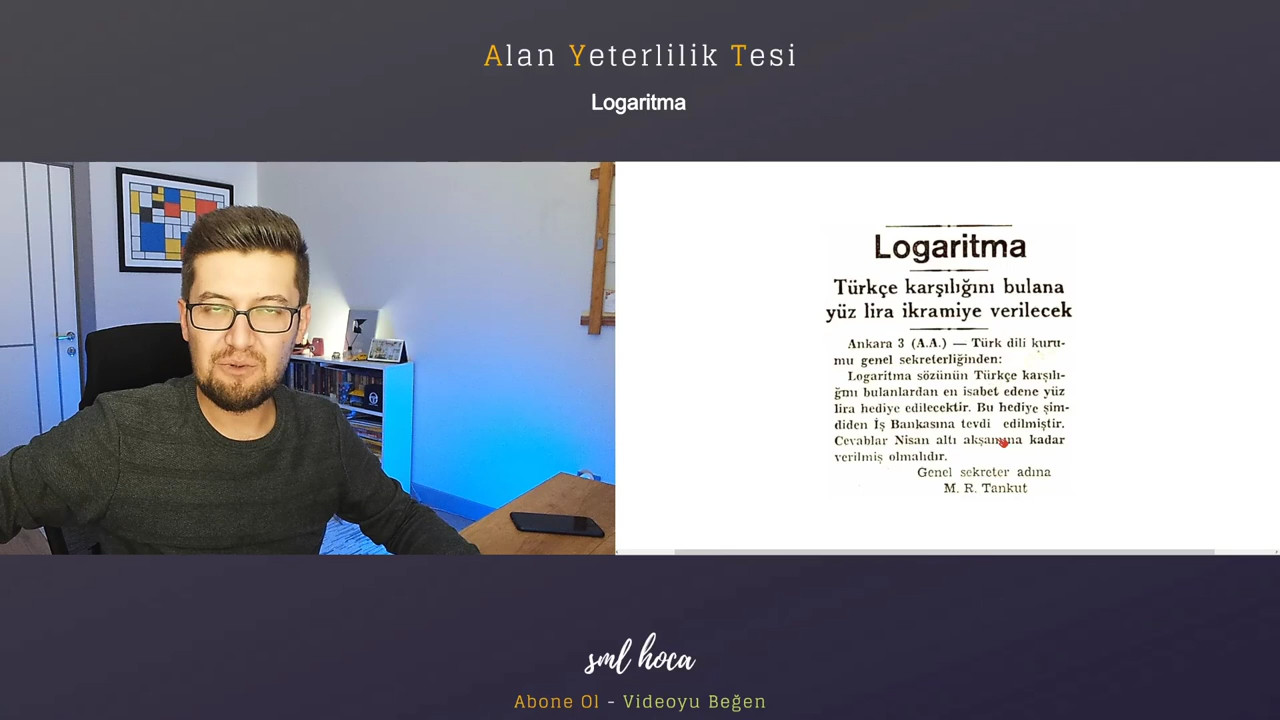 Alan Yeterlilik Tesi
Logaritma
Logaritma
Türkçe karşılığını bulana
yüz lira ikramiye verilecek
Ankara 3 (A.A.) — Türk dili kuru-
mu genel sekreterliğinden:
Logaritma sözünün Türkçe karşılı-
ğını bulanlardan en isabet edene yüz
lira hediye edilecektir. Bu hediye şim-
diden İş Bankasına tevdi edilmiştir.
Cevablar Nisan altı akşamına kadar
verilmiş olmalıdır.
Genel sekreter adına
M. R. Tankut
sml hoca
Abone Ol - Videoyu Beğen